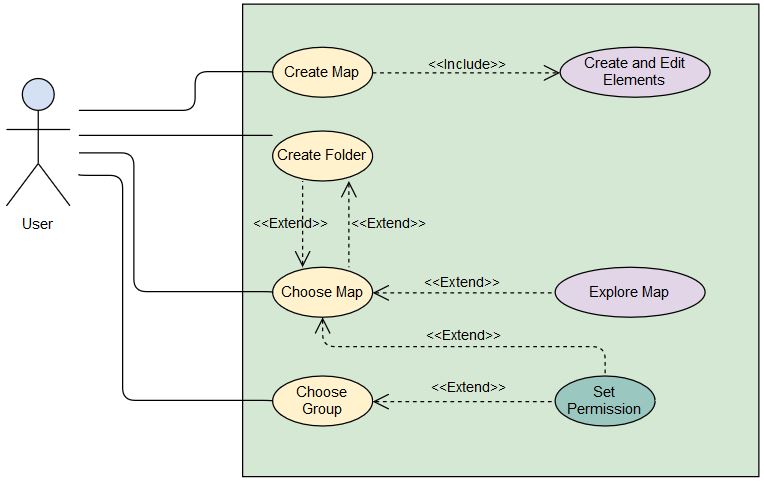 Create Map
<<Include>>
Create and Edit
Elements
Create Folder
<<Extend>>
<<Extend>>
User
Choose Map
<<Extend>>
Explore Map
<<Extend>>
Choose
Group
<<Extend>>
Set
Permission